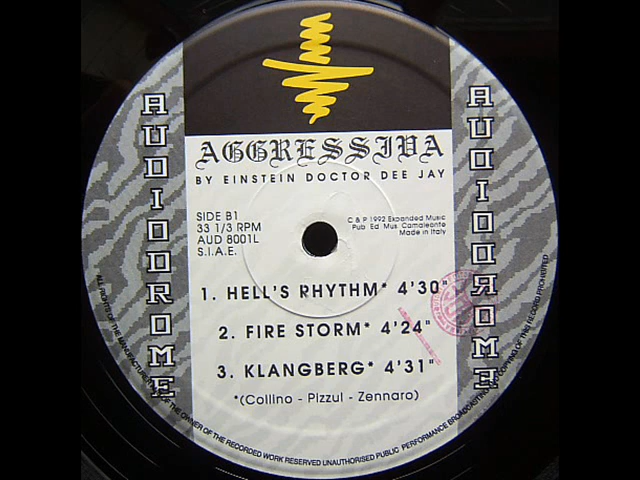 AGGRESSIVA
BY EINSTEIN DOCTOR DEE JAY
AUDIODROME
AUDIODROME
SIDE B1
33 1/3 RPM
AUD 8001L
S.I.A.E.
C & P 1992 Expanded Music
Pub Ed Mus Camaleonte
Made in Italy
1. HELL'S RHYTHM* 4'30"
2. FIRE STORM* 4'24"
3. KLANGBERG* 4'31"
*(Collino - Pizzul - Zennaro)
ALL RIGHTS OF THE MANUFACTURER AND OF THE OWNER OF THE RECORDED WORK RESERVED UNAUTHORISED PUBLIC PERFORMANCE BROADCASTING AND COPYING OF THIS RECORD PROHIBITED